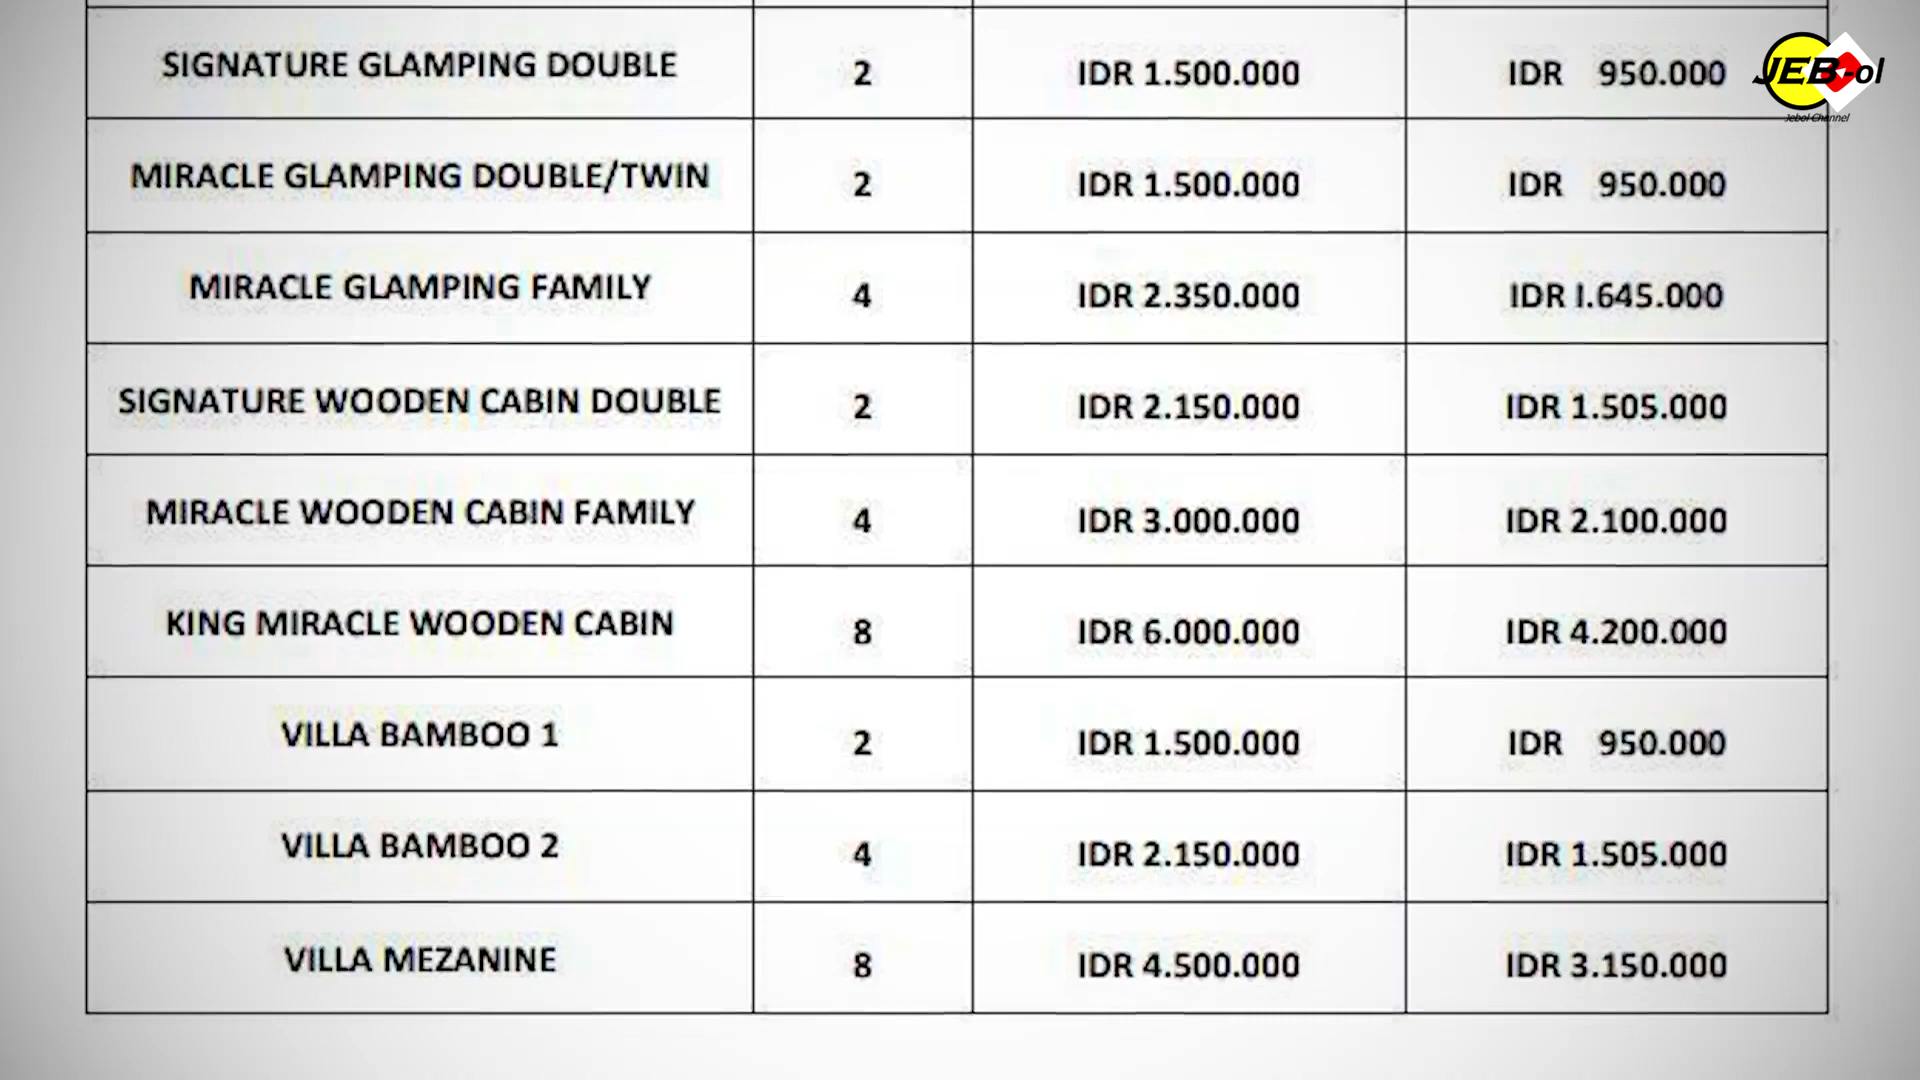 SIGNATURE GLAMPING DOUBLE 2 IDR 1.500.000 IDR 950.000
JEB-ol
Jebol Channel
MIRACLE GLAMPING DOUBLE/TWIN 2 IDR 1.500.000 IDR 950.000
MIRACLE GLAMPING FAMILY 4 IDR 2.350.000 IDR I.645.000
SIGNATURE WOODEN CABIN DOUBLE 2 IDR 2.150.000 IDR 1.505.000
MIRACLE WOODEN CABIN FAMILY 4 IDR 3.000.000 IDR 2.100.000
KING MIRACLE WOODEN CABIN 8 IDR 6.000.000 IDR 4.200.000
VILLA BAMBOO 1 2 IDR 1.500.000 IDR 950.000
VILLA BAMBOO 2 4 IDR 2.150.000 IDR 1.505.000
VILLA MEZANINE 8 IDR 4.500.000 IDR 3.150.000